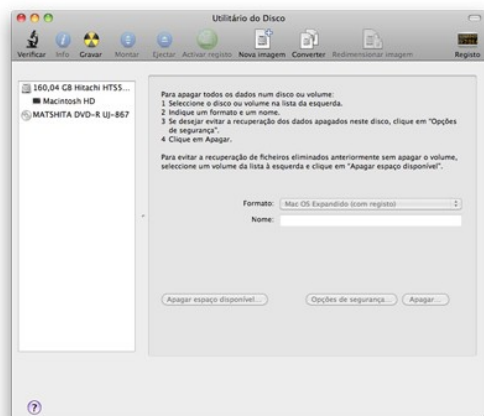 Utilitário do Disco
Verificar Info Gravar Montar Ejectar Activar registo Nova imagem Converter Redimensionar imagem Registo
160,04 GB Hitachi HTS5...
Macintosh HD
MATSHITA DVD-R UJ-867
Para apagar todos os dados num disco ou volume:
1 Seleccione o disco ou volume na lista da esquerda.
2 Indique um formato e um nome.
3 Se desejar evitar a recuperação dos dados apagados neste disco, clique em "Opções
de segurança".
4 Clique em Apagar.
Para evitar a recuperação de ficheiros eliminados anteriormente sem apagar o volume,
seleccione um volume da lista à esquerda e clique em "Apagar espaço disponível".
Formato: Mac OS Expandido (com registo)
Nome:
Apagar espaço disponível... Opções de segurança... Apagar...
?